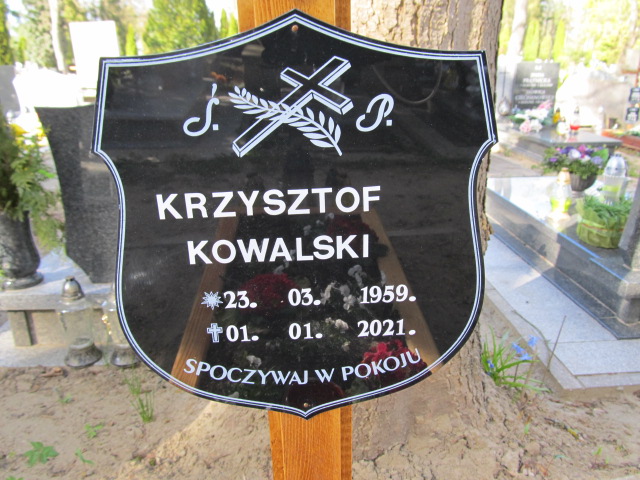 Ś. P.
KRZYSZTOF
KOWALSKI
23. 03. 1959.
01. 01. 2021.
SPOCZYWAJ W POKOJU